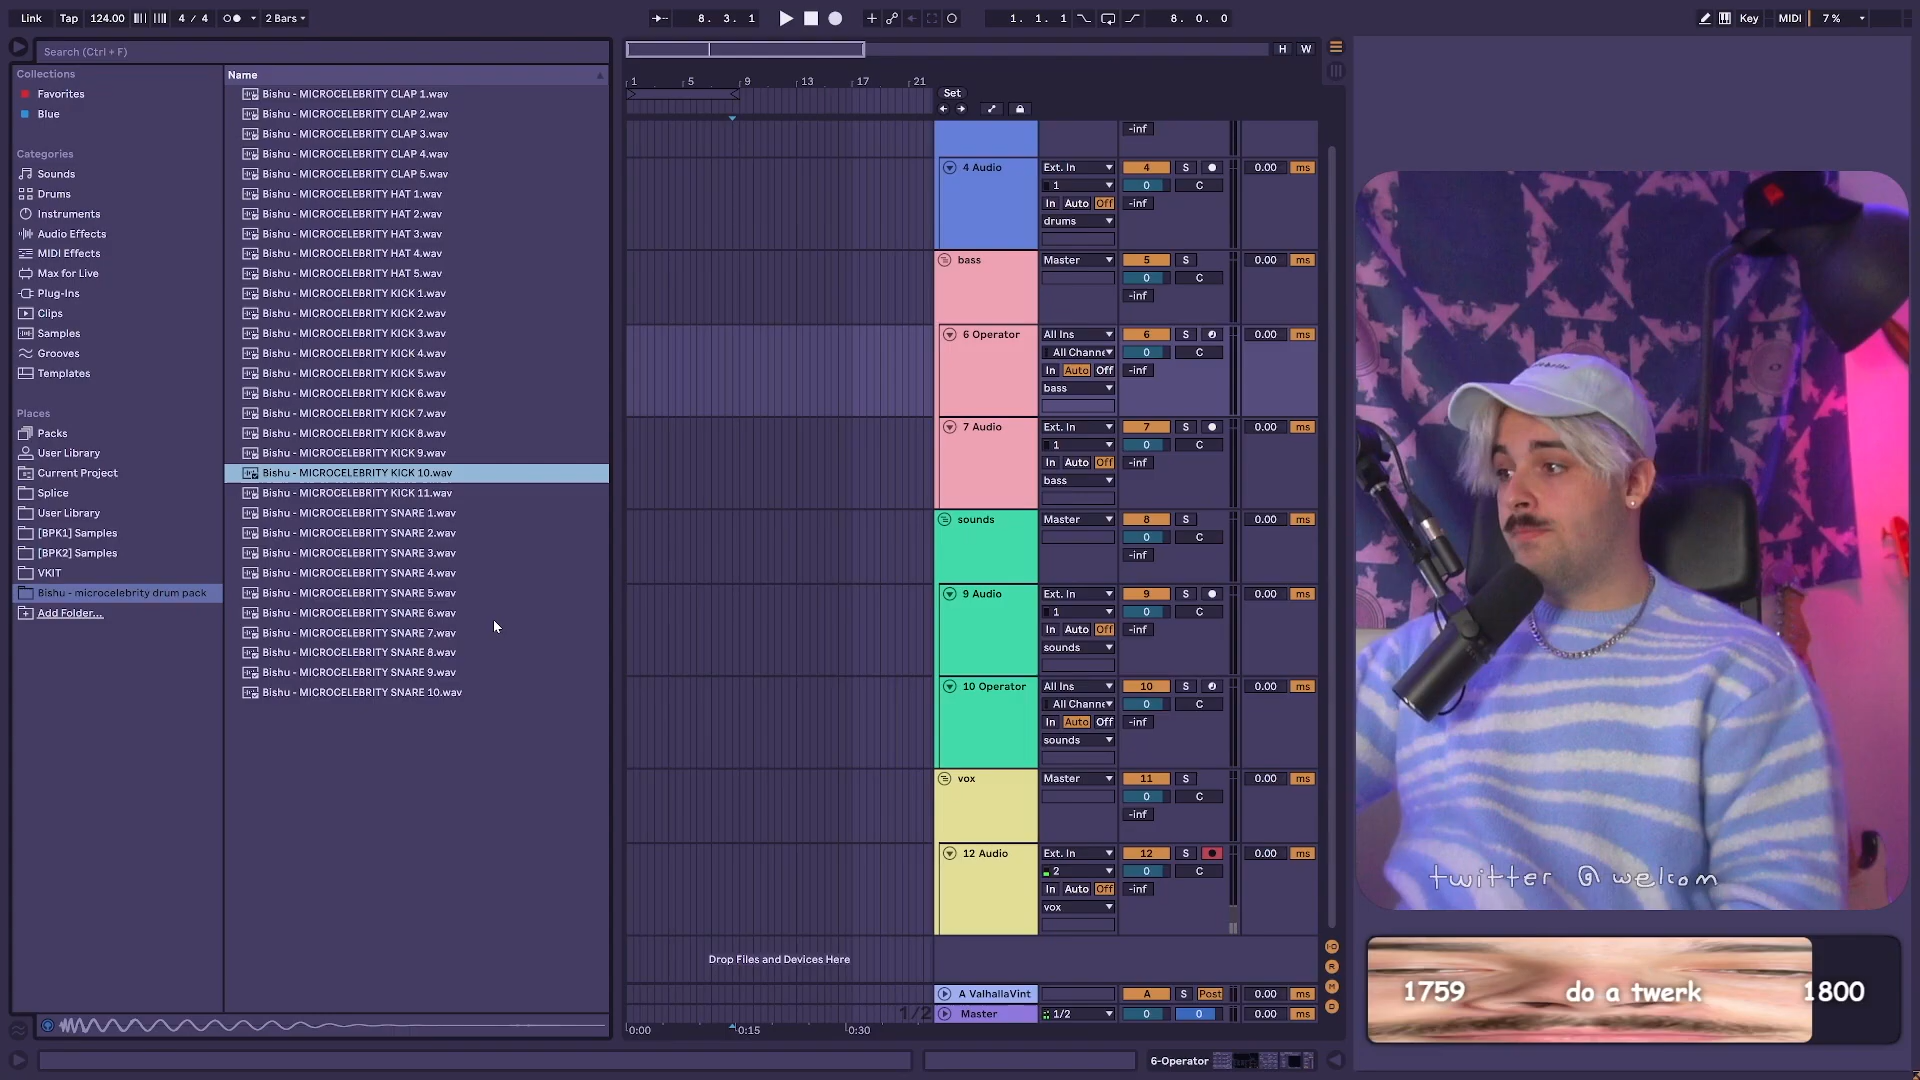 Link Tap 124.00 4 / 4 2 Bars 8. 3. 1 1. 1. 1 8. 0. 0 Key MIDI 7 %
Search (Ctrl + F)
Collections
Favorites
Blue
Categories
Sounds
Drums
Instruments
Audio Effects
MIDI Effects
Max for Live
Plug-Ins
Clips
Samples
Grooves
Templates
Places
Packs
User Library
Current Project
Splice
User Library
[BPK1] Samples
[BPK2] Samples
VKIT
Bishu - microcelebrity drum pack
Add Folder...
Name
Bishu - MICROCELEBRITY CLAP 1.wav
Bishu - MICROCELEBRITY CLAP 2.wav
Bishu - MICROCELEBRITY CLAP 3.wav
Bishu - MICROCELEBRITY CLAP 4.wav
Bishu - MICROCELEBRITY CLAP 5.wav
Bishu - MICROCELEBRITY HAT 1.wav
Bishu - MICROCELEBRITY HAT 2.wav
Bishu - MICROCELEBRITY HAT 3.wav
Bishu - MICROCELEBRITY HAT 4.wav
Bishu - MICROCELEBRITY HAT 5.wav
Bishu - MICROCELEBRITY KICK 1.wav
Bishu - MICROCELEBRITY KICK 2.wav
Bishu - MICROCELEBRITY KICK 3.wav
Bishu - MICROCELEBRITY KICK 4.wav
Bishu - MICROCELEBRITY KICK 5.wav
Bishu - MICROCELEBRITY KICK 6.wav
Bishu - MICROCELEBRITY KICK 7.wav
Bishu - MICROCELEBRITY KICK 8.wav
Bishu - MICROCELEBRITY KICK 9.wav
Bishu - MICROCELEBRITY KICK 10.wav
Bishu - MICROCELEBRITY KICK 11.wav
Bishu - MICROCELEBRITY SNARE 1.wav
Bishu - MICROCELEBRITY SNARE 2.wav
Bishu - MICROCELEBRITY SNARE 3.wav
Bishu - MICROCELEBRITY SNARE 4.wav
Bishu - MICROCELEBRITY SNARE 5.wav
Bishu - MICROCELEBRITY SNARE 6.wav
Bishu - MICROCELEBRITY SNARE 7.wav
Bishu - MICROCELEBRITY SNARE 8.wav
Bishu - MICROCELEBRITY SNARE 9.wav
Bishu - MICROCELEBRITY SNARE 10.wav
H W
1 5 9 13 17 21
Set
-inf
4 Audio Ext. In 4 S 0.00 ms
1 0 C
In Auto Off -inf
drums
bass Master 5 S 0.00 ms
0 C
-inf
6 Operator All Ins 6 S 0.00 ms
All Channe 0 C
In Auto Off -inf
bass
7 Audio Ext. In 7 S 0.00 ms
1 0 C
In Auto Off -inf
bass
sounds Master 8 S 0.00 ms
0 C
-inf
9 Audio Ext. In 9 S 0.00 ms
1 0 C
In Auto Off -inf
sounds
10 Operator All Ins 10 S 0.00 ms
All Channe 0 C
In Auto Off -inf
sounds
vox Master 11 S 0.00 ms
0 C
-inf
12 Audio Ext. In 12 S 0.00 ms
2 0 C
In Auto Off -inf
vox
Drop Files and Devices Here
A ValhallaVint A S Post 0.00 ms
1/2 Master 1/2 0 0 0.00 ms
0:00 0:15 0:30
6-Operator
I·O
R
M
D
twitter @ welcom
1759 do a twerk 1800